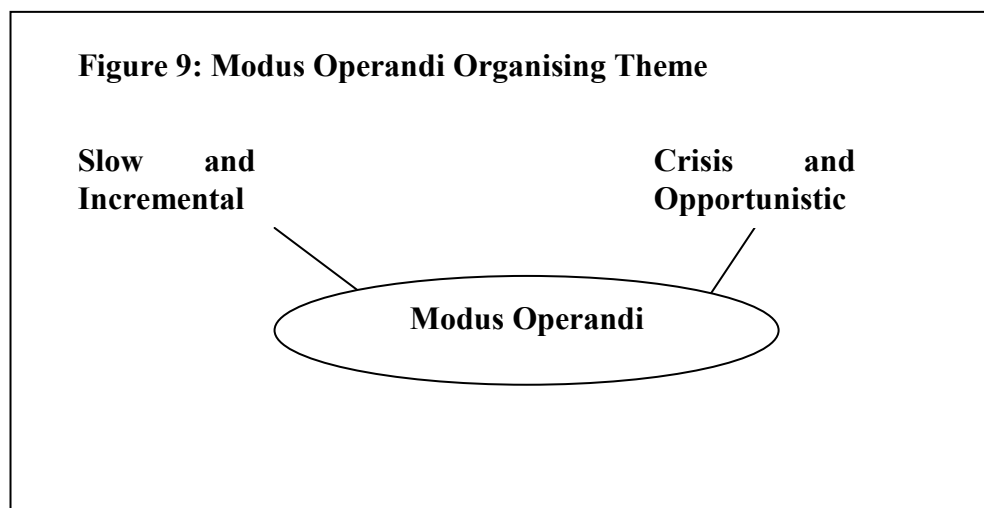 Figure 9: Modus Operandi Organising Theme
Slow and
Incremental
Crisis and
Opportunistic
Modus Operandi